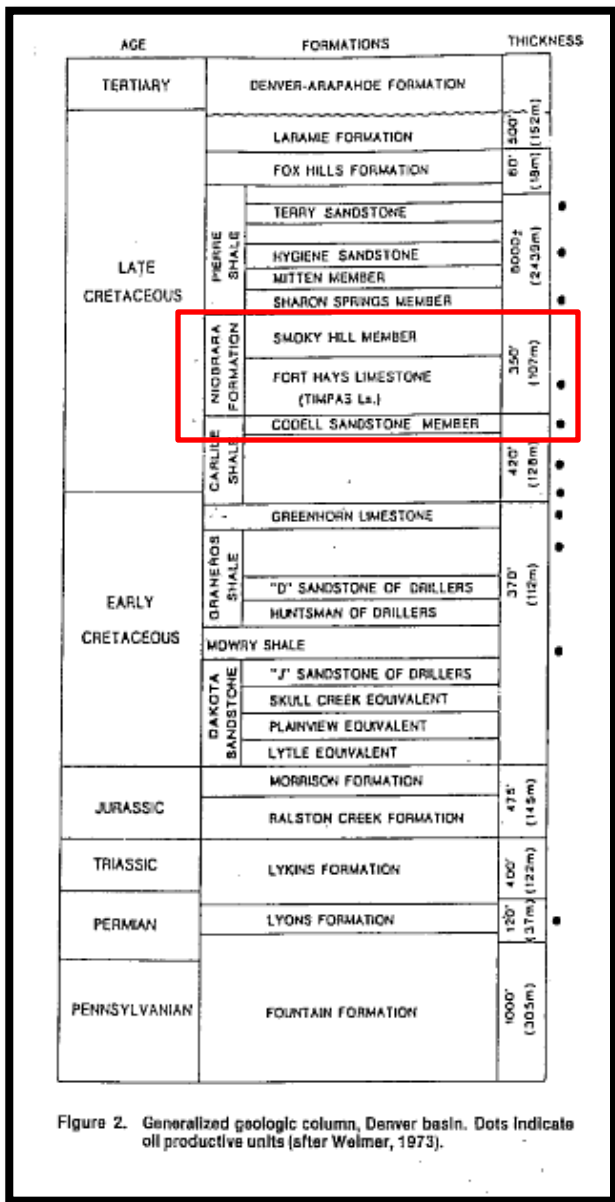 AGE FORMATIONS THICKNESS
TERTIARY DENVER-ARAPAHOE FORMATION
LARAMIE FORMATION 500' (152m)
FOX HILLS FORMATION 60' (18m)
LATE CRETACEOUS
PIERRE SHALE
TERRY SANDSTONE
HYGIENE SANDSTONE
MITTEN MEMBER
SHARON SPRINGS MEMBER
8000± (2439m)
NIOBRARA FORMATION
SMOKY HILL MEMBER
FORT HAYS LIMESTONE
(TIMPAS Ls.)
350' (107m)
CARLILE SHALE
CODELL SANDSTONE MEMBER
420' (128m)
GREENHORN LIMESTONE
EARLY CRETACEOUS
GRANEROS SHALE
"D" SANDSTONE OF DRILLERS
HUNTSMAN OF DRILLERS
370' (112m)
MOWRY SHALE
DAKOTA SANDSTONE
"J" SANDSTONE OF DRILLERS
SKULL CREEK EQUIVALENT
PLAINVIEW EQUIVALENT
LYTLE EQUIVALENT
JURASSIC
MORRISON FORMATION
RALSTON CREEK FORMATION
475' (145m)
TRIASSIC LYKINS FORMATION 400' (122m)
PERMIAN LYONS FORMATION 120' (37m)
PENNSYLVANIAN FOUNTAIN FORMATION 1000' (305m)
Figure 2. Generalized geologic column, Denver basin. Dots indicate
oil productive units (after Weimer, 1973).